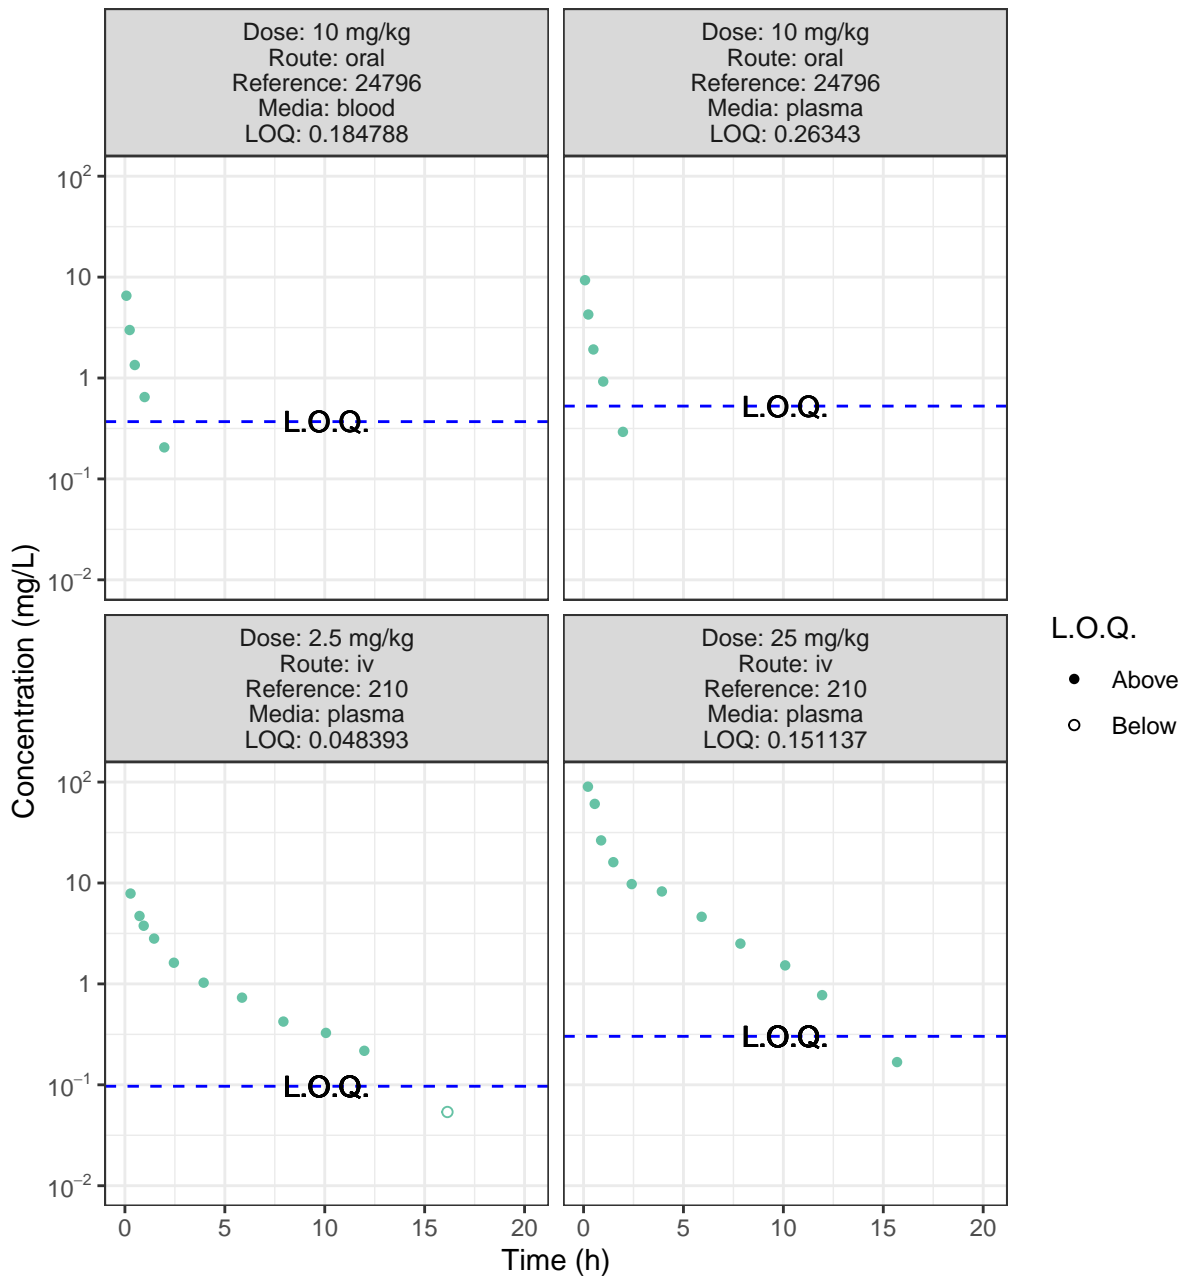 Dose: 10 mg/kg
Route: oral
Reference: 24796
Media: blood
LOQ: 0.184788
Dose: 10 mg/kg
Route: oral
Reference: 24796
Media: plasma
LOQ: 0.26343
10²
10
1
10⁻¹
10⁻²
L.O.Q.
L.O.Q.
Concentration (mg/L)
Dose: 2.5 mg/kg
Route: iv
Reference: 210
Media: plasma
LOQ: 0.048393
Dose: 25 mg/kg
Route: iv
Reference: 210
Media: plasma
LOQ: 0.151137
10²
10
1
10⁻¹
10⁻²
L.O.Q.
L.O.Q.
0 5 10 15 20
0 5 10 15 20
Time (h)
L.O.Q.
Above
Below